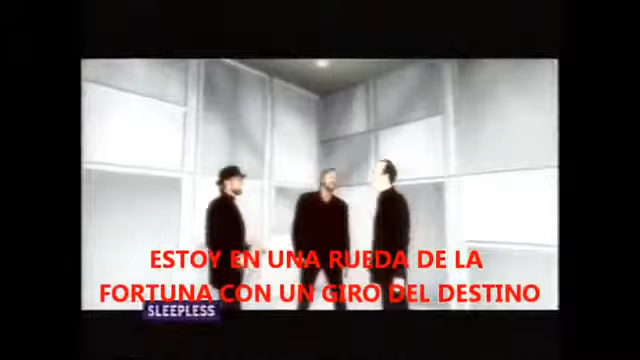 ESTOY EN UNA RUEDA DE LA
FORTUNA CON UN GIRO DEL DESTINO
SLEEPLESS